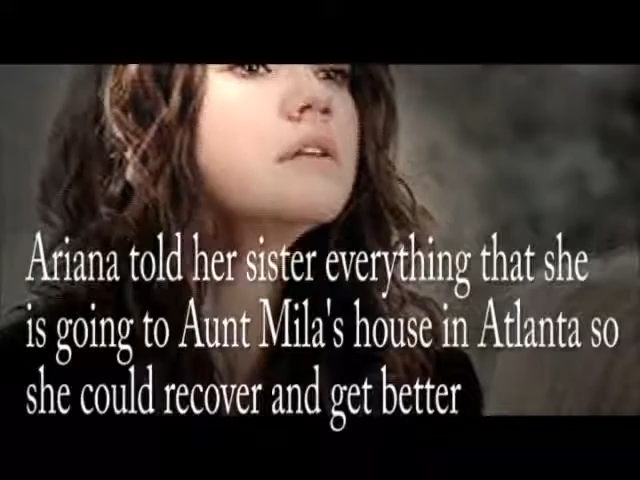 Ariana told her sister everything that she
is going to Aunt Mila's house in Atlanta so
she could recover and get better